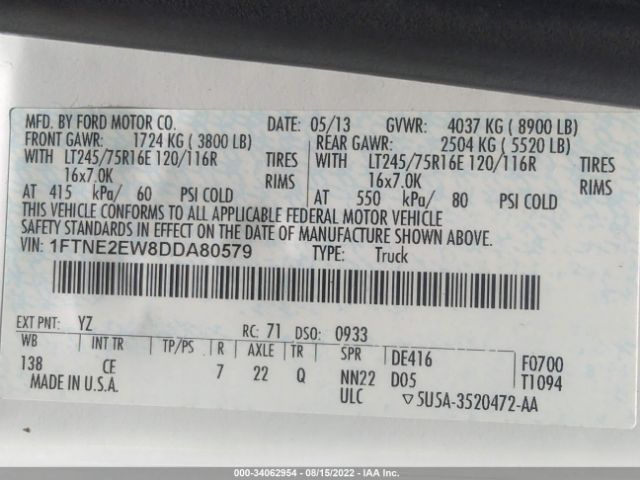 MFD. BY FORD MOTOR CO. DATE: 05/13 GVWR: 4037 KG ( 8900 LB)
FRONT GAWR: 1724 KG ( 3800 LB) REAR GAWR: 2504 KG ( 5520 LB)
WITH LT245/75R16E 120/116R TIRES WITH LT245/75R16E 120/116R TIRES
16x7.0K RIMS 16x7.0K RIMS
AT 415 kPa/ 60 PSI COLD AT 550 kPa/ 80 PSI COLD
THIS VEHICLE CONFORMS TO ALL APPLICABLE FEDERAL MOTOR VEHICLE
SAFETY STANDARDS IN EFFECT ON THE DATE OF MANUFACTURE SHOWN ABOVE.
VIN: 1FTNE2EW8DDA80579 TYPE: Truck
EXT PNT: YZ RC: 71 DSO: 0933
WB INT TR TP/PS R AXLE TR SPR DE416 F0700
138 CE 7 22 Q NN22 D05 T1094
MADE IN U.S.A. ULC ▽5U5A-3520472-AA
000 - 34062954 - 08/15/2022 - IAA Inc.